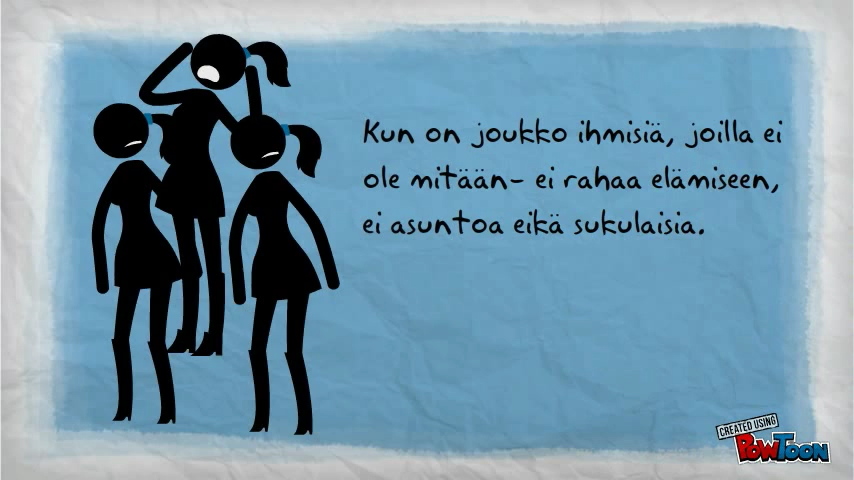 Kun on joukko ihmisiä, joilla ei
ole mitään- ei rahaa elämiseen,
ei asuntoa eikä sukulaisia.
CREATED USING
POWTOON